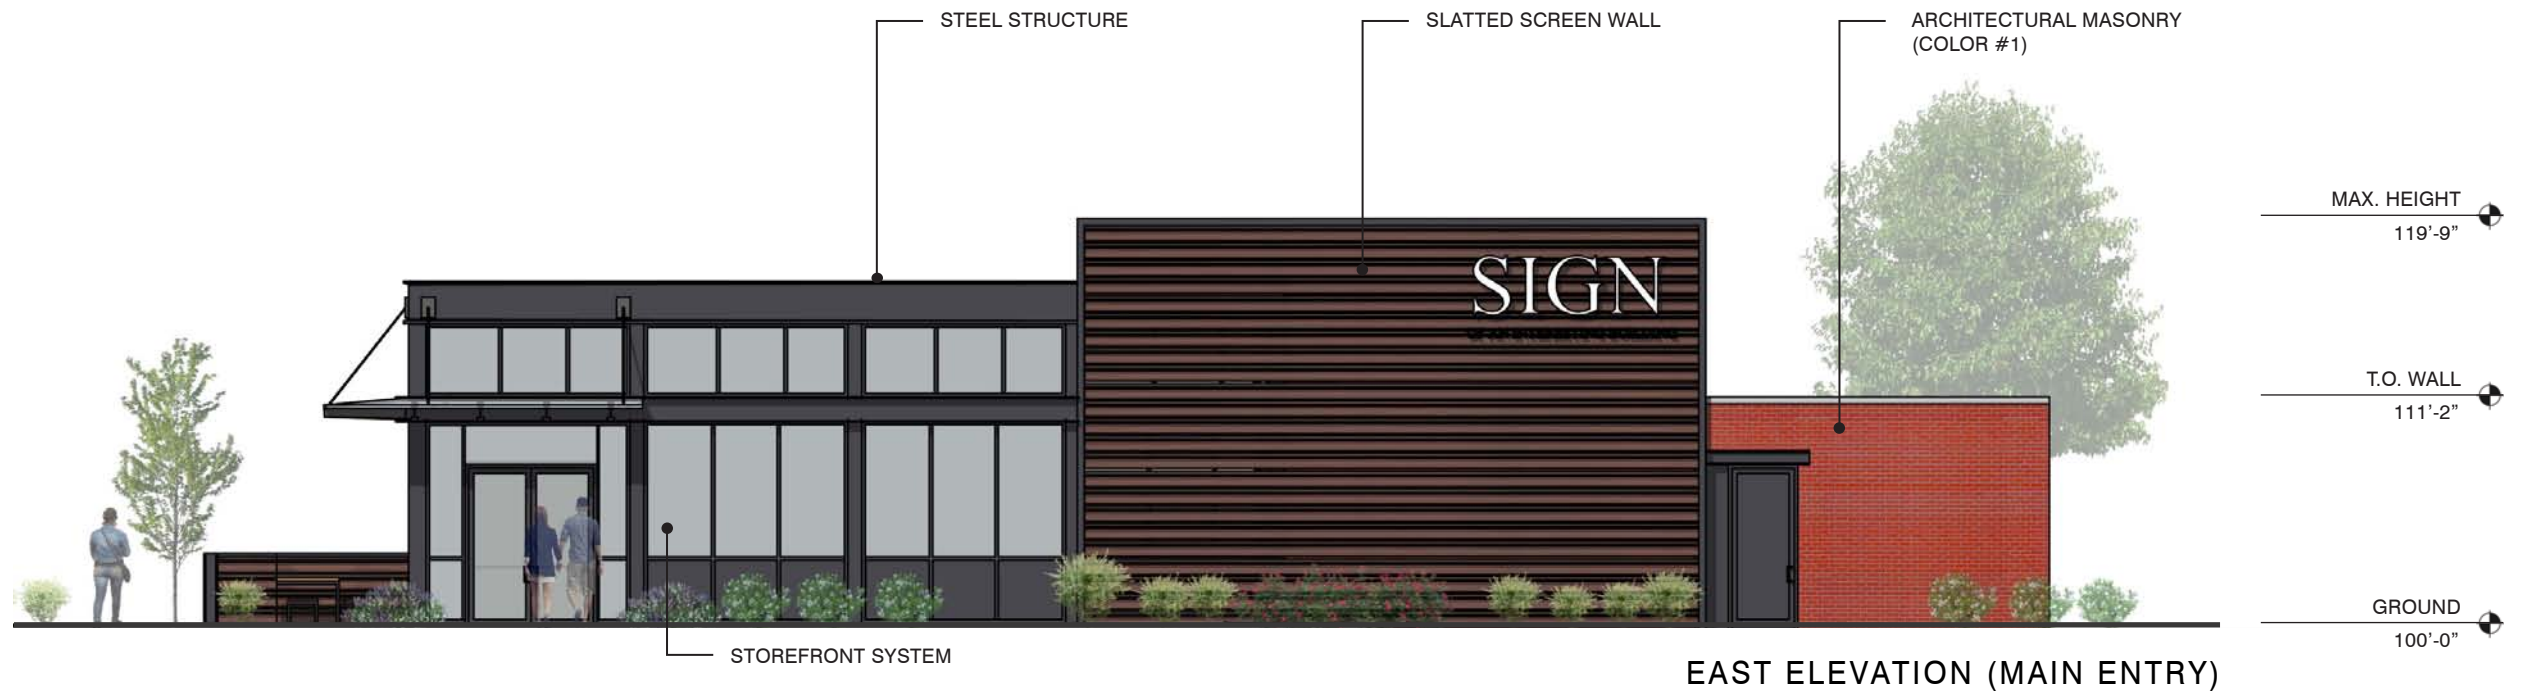 STEEL STRUCTURE
SLATTED SCREEN WALL
ARCHITECTURAL MASONRY
(COLOR #1)
MAX. HEIGHT
119’-9”
SIGN
T.O. WALL
111’-2”
GROUND
100’-0”
STOREFRONT SYSTEM
EAST ELEVATION (MAIN ENTRY)